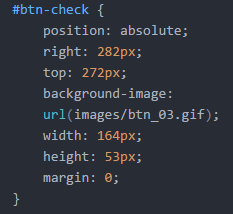 #btn-check {
position: absolute;
right: 282px;
top: 272px;
background-image:
url(images/btn_03.gif);
width: 164px;
height: 53px;
margin: 0;
}